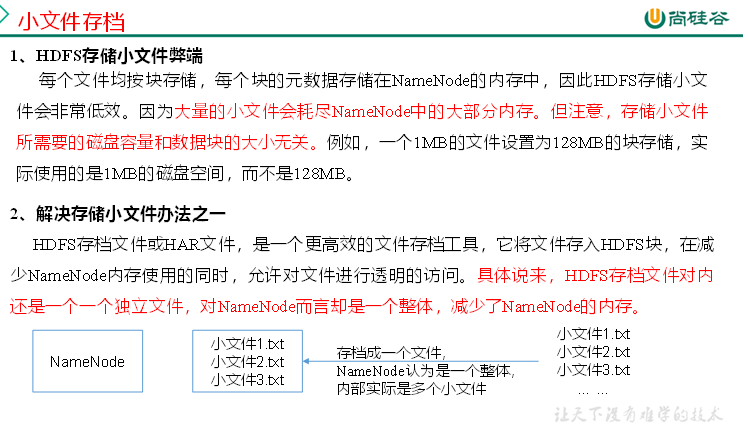 小文件存档
尚硅谷
1、HDFS存储小文件弊端
每个文件均按块存储，每个块的元数据存储在NameNode的内存中，因此HDFS存储小文
件会非常低效。因为大量的小文件会耗尽NameNode中的大部分内存。但注意，存储小文件
所需要的磁盘容量和数据块的大小无关。例如，一个1MB的文件设置为128MB的块存储，实
际使用的是1MB的磁盘空间，而不是128MB。
2、解决存储小文件办法之一
HDFS存档文件或HAR文件，是一个更高效的文件存档工具，它将文件存入HDFS块，在减
少NameNode内存使用的同时，允许对文件进行透明的访问。具体说来，HDFS存档文件对内
还是一个一个独立文件，对NameNode而言却是一个整体，减少了NameNode的内存。
NameNode
小文件1.txt
小文件2.txt
小文件3.txt
存档成一个文件，
NameNode认为是一个整体，
内部实际是多个小文件
小文件1.txt
小文件2.txt
小文件3.txt
... ...
让天下没有难学的技术